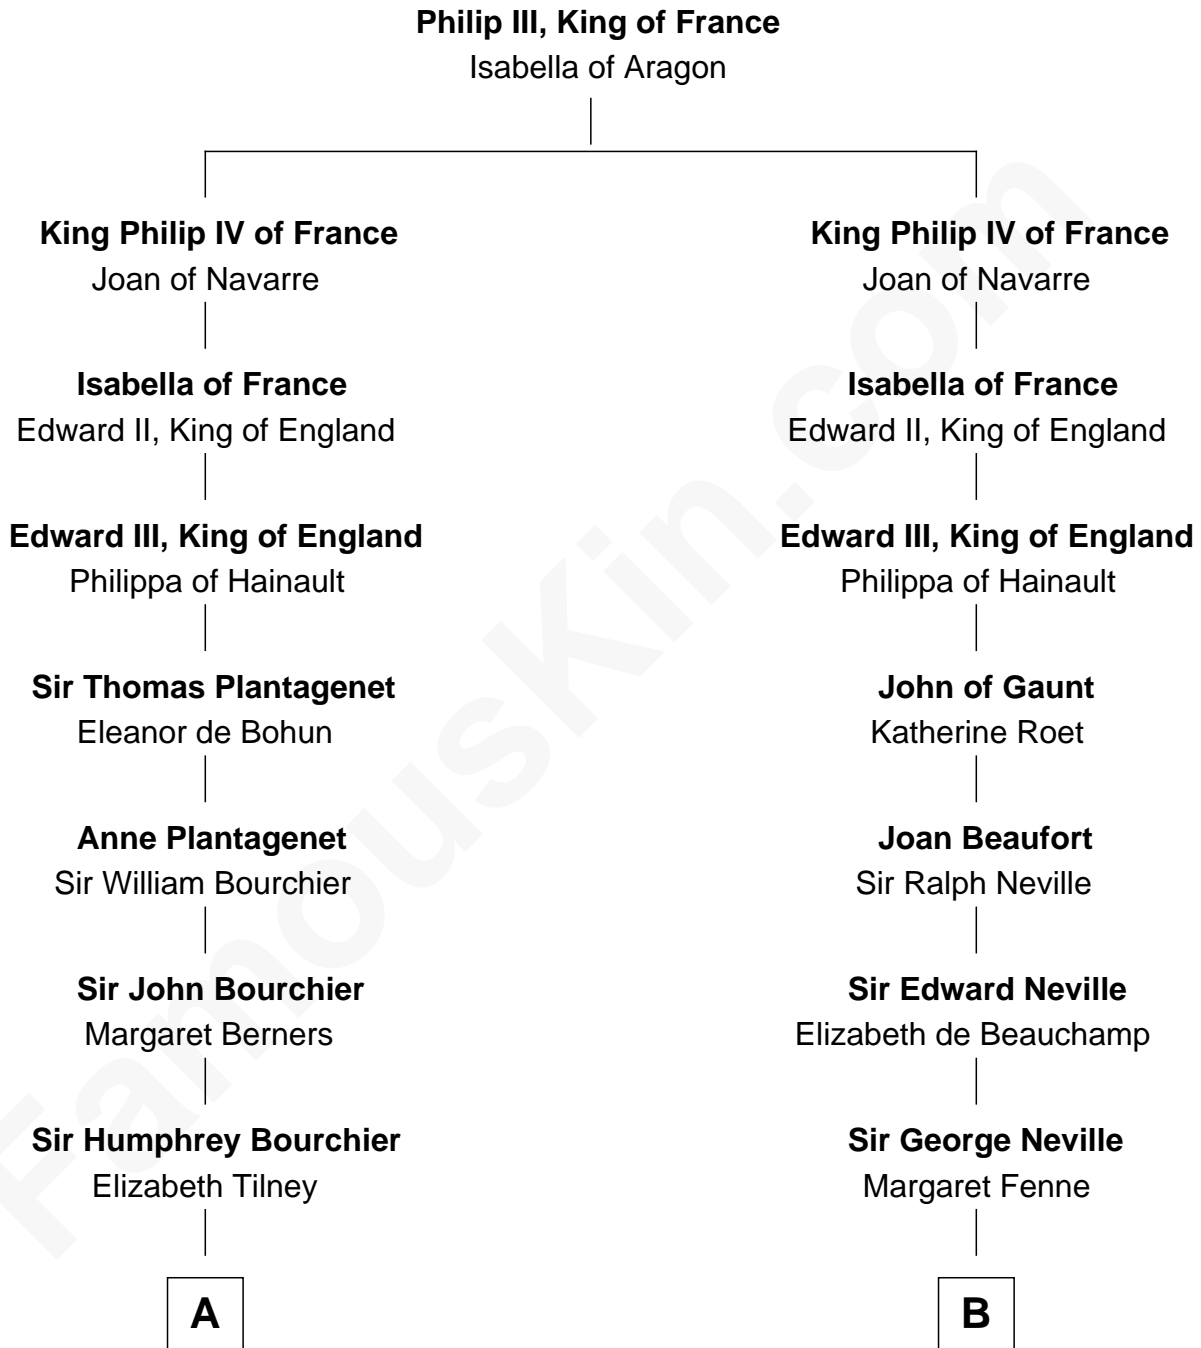 Philip III, King of France
Isabella of Aragon
King Philip IV of France
Joan of Navarre
King Philip IV of France
Joan of Navarre
Isabella of France
Edward II, King of England
Isabella of France
Edward II, King of England
Edward III, King of England
Philippa of Hainault
Edward III, King of England
Philippa of Hainault
Sir Thomas Plantagenet
Eleanor de Bohun
John of Gaunt
Katherine Roet
Anne Plantagenet
Sir William Bourchier
Joan Beaufort
Sir Ralph Neville
Sir John Bourchier
Margaret Berners
Sir Edward Neville
Elizabeth de Beauchamp
Sir Humphrey Bourchier
Elizabeth Tilney
Sir George Neville
Margaret Fenne
A
B
FamousKin.com